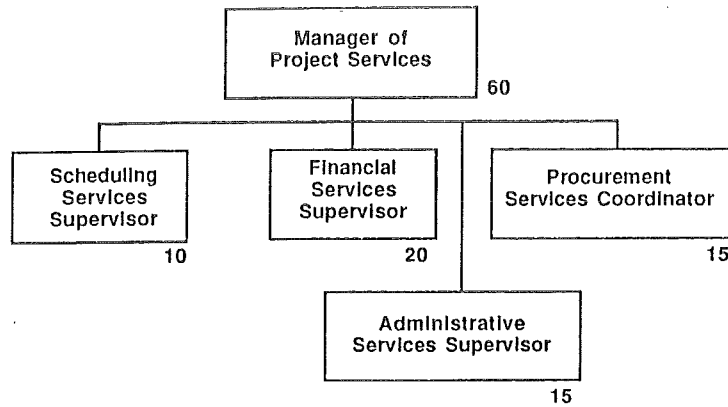 Manager of
Project Services
60
Scheduling
Services
Supervisor
10
Financial
Services
Supervisor
20
Procurement
Services Coordinator
15
Administrative
Services Supervisor
15